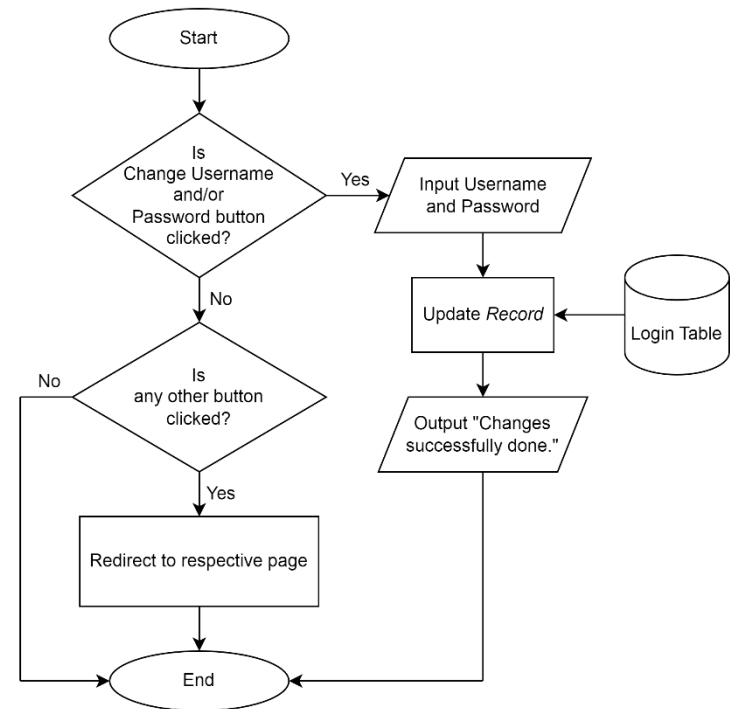 Start
Is
Change Username
and/or
Password button
clicked?
Yes
Input Username
and Password
No
Update Record
Login Table
Is
any other button
clicked?
No
Output "Changes
successfully done."
Yes
Redirect to respective page
End